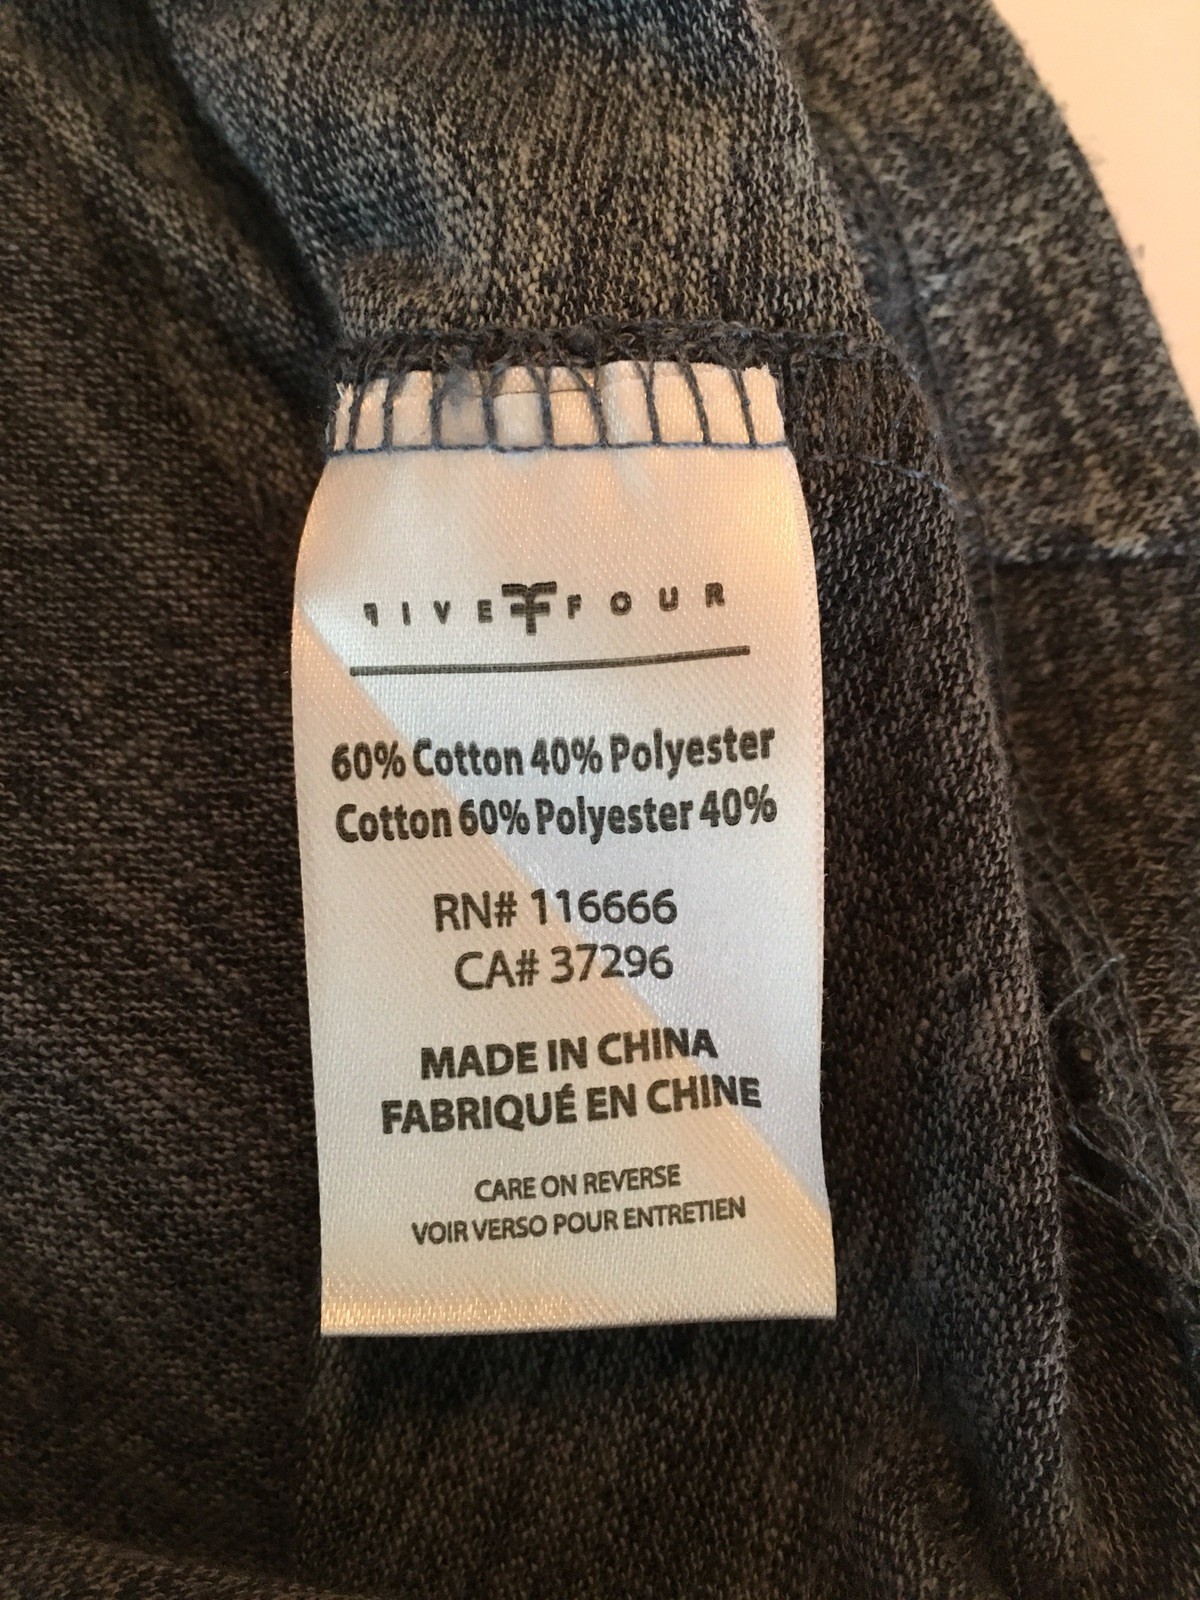 FIVE FOUR
60% Cotton 40% Polyester
Cotton 60% Polyester 40%
RN# 116666
CA# 37296
MADE IN CHINA
FABRIQUÉ EN CHINE
CARE ON REVERSE
VOIR VERSO POUR ENTRETIEN